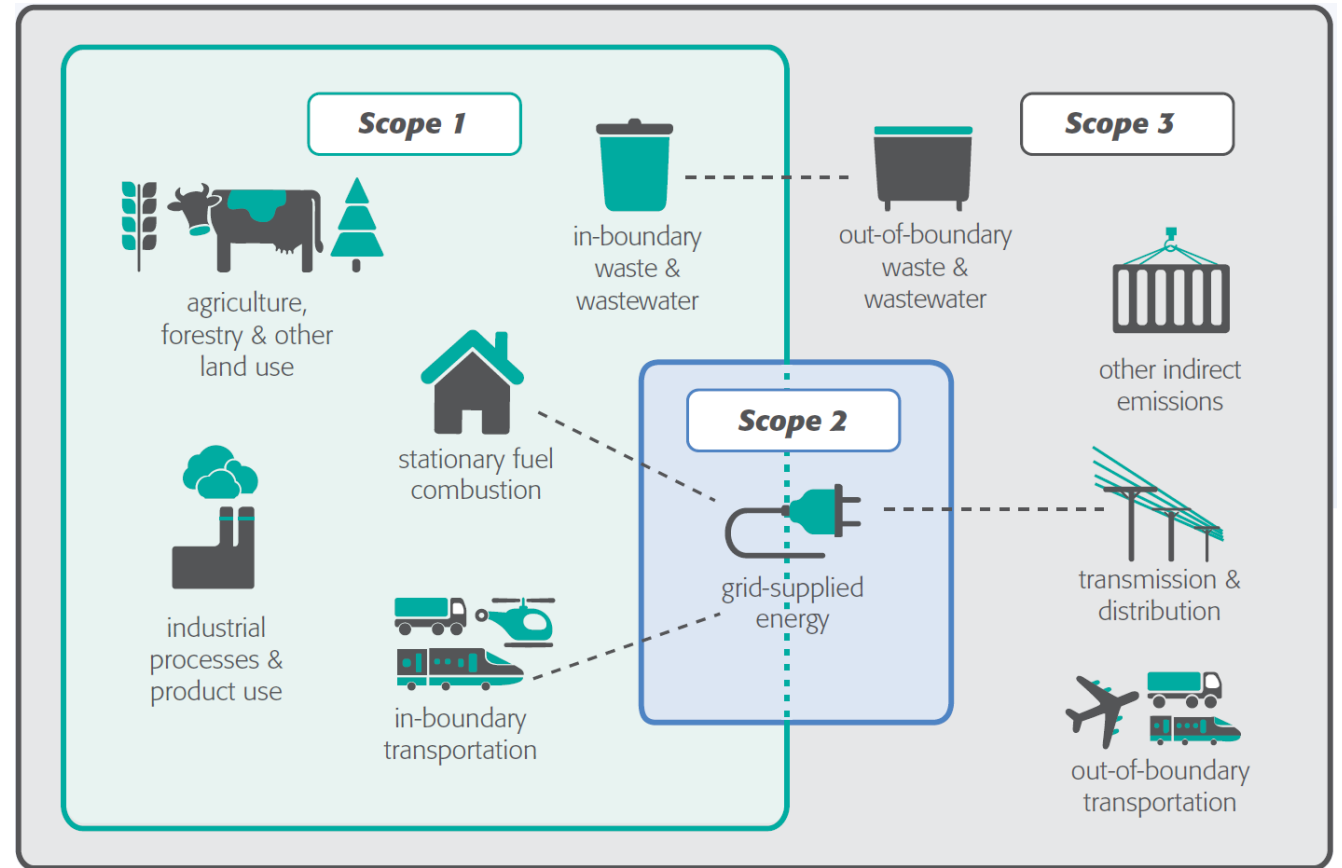 Scope 1
Scope 3
in-boundary
waste &
wastewater
out-of-boundary
waste &
wastewater
agriculture,
forestry & other
land use
other indirect
emissions
Scope 2
stationary fuel
combustion
grid-supplied
energy
transmission &
distribution
industrial
processes &
product use
in-boundary
transportation
out-of-boundary
transportation